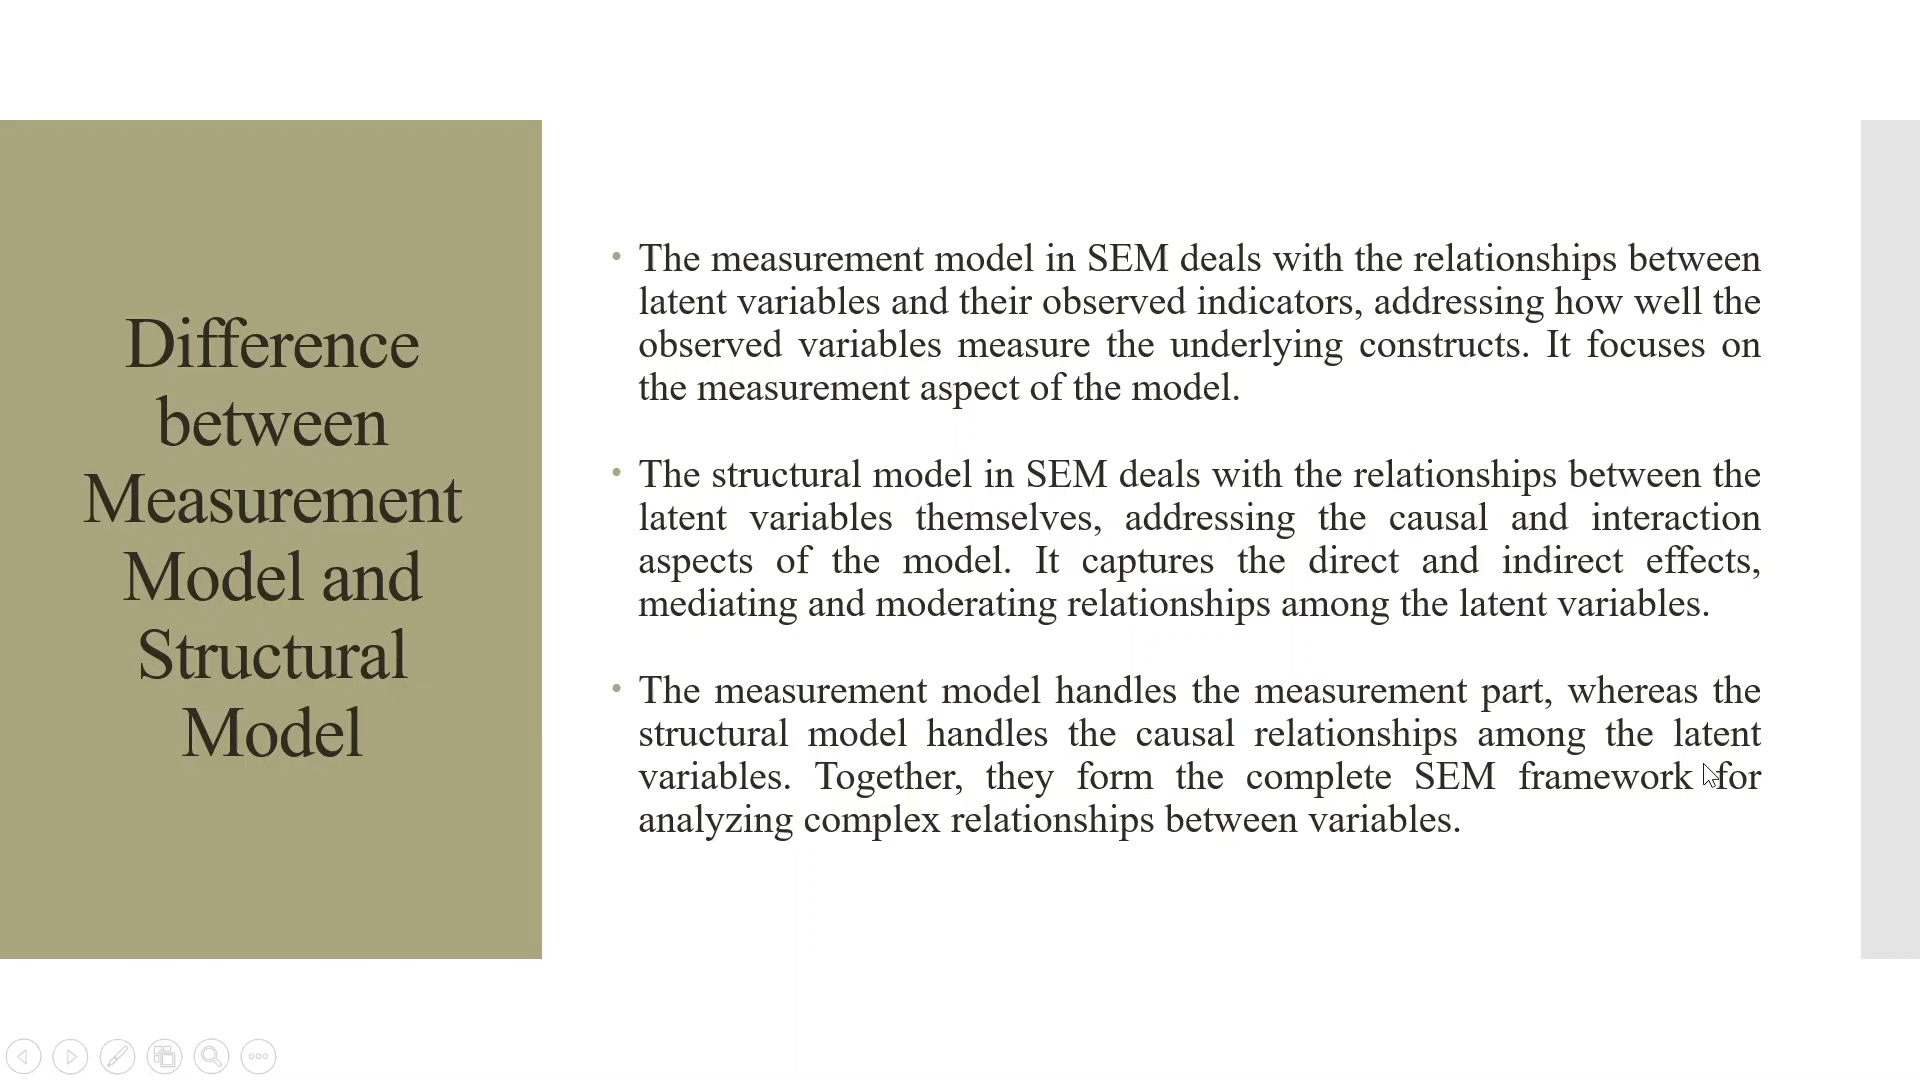 Difference
between
Measurement
Model and
Structural
Model
• The measurement model in SEM deals with the relationships between
latent variables and their observed indicators, addressing how well the
observed variables measure the underlying constructs. It focuses on
the measurement aspect of the model.
• The structural model in SEM deals with the relationships between the
latent variables themselves, addressing the causal and interaction
aspects of the model. It captures the direct and indirect effects,
mediating and moderating relationships among the latent variables.
• The measurement model handles the measurement part, whereas the
structural model handles the causal relationships among the latent
variables. Together, they form the complete SEM framework for
analyzing complex relationships between variables.